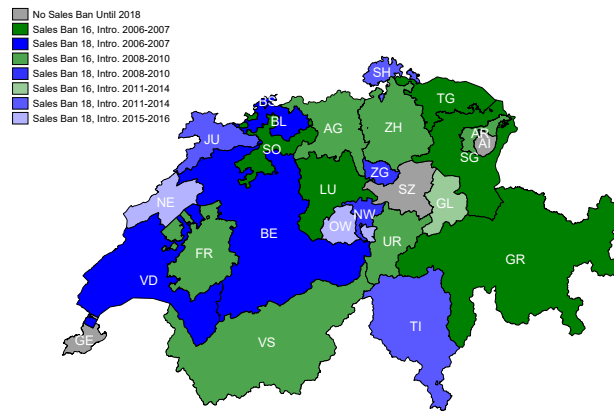 No Sales Ban Until 2018
Sales Ban 16, Intro. 2006-2007
Sales Ban 18, Intro. 2006-2007
Sales Ban 16, Intro. 2008-2010
Sales Ban 18, Intro. 2008-2010
Sales Ban 16, Intro. 2011-2014
Sales Ban 18, Intro. 2011-2014
Sales Ban 18, Intro. 2015-2016
SH
BS
TG
BL
AG
ZH
AR
JU
SO
AI
SG
ZG
LU
SZ
NE
GL
NW
OW
BE
UR
FR
GR
VD
TI
GE
VS